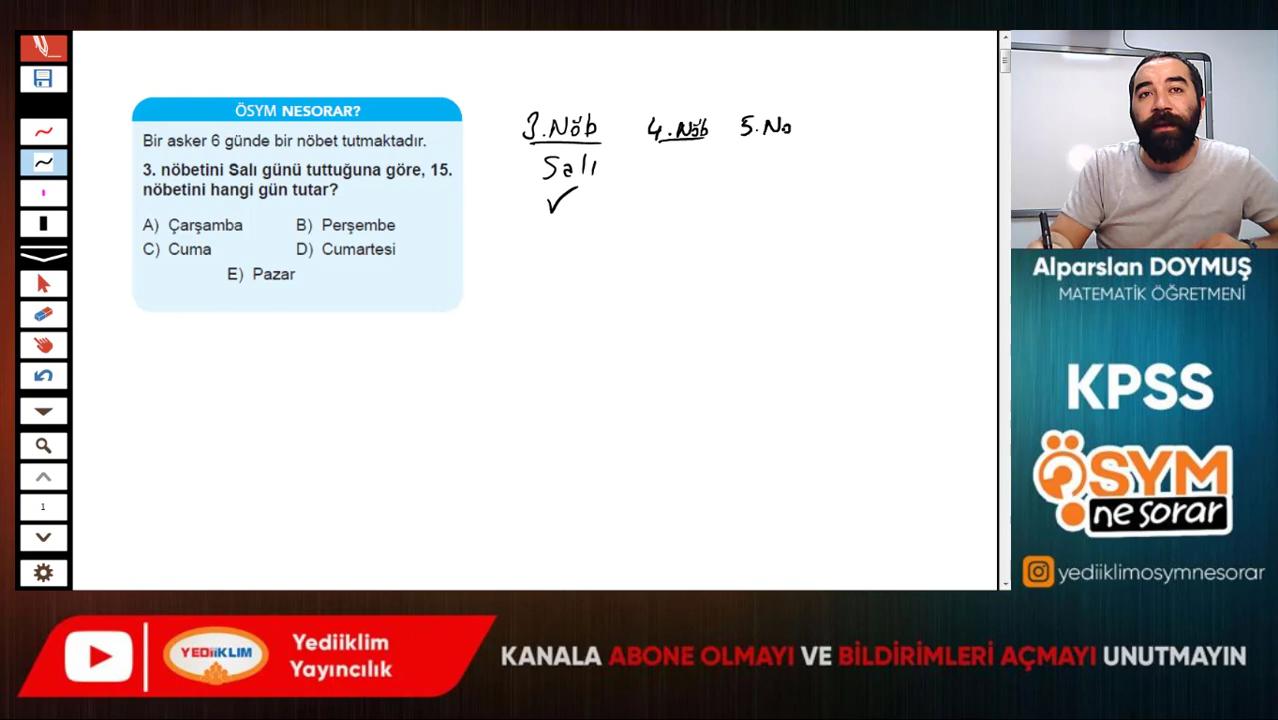 ÖSYM NESORAR?
Bir asker 6 günde bir nöbet tutmaktadır.
3. nöbetini Salı günü tuttuğuna göre, 15.
nöbetini hangi gün tutar?
A) Çarşamba B) Perşembe
C) Cuma D) Cumartesi
E) Pazar
3.Nöb 4.Nöb 5.No
Salı
1
Alparslan DOYMUŞ
MATEMATİK ÖĞRETMENİ
KPSS
ÖSYM
ne sorar
yediiklimosymnesorar
YEDİİKLİM
Yediiklim
Yayıncılık
KANALA ABONE OLMAYI VE BİLDİRİMLERİ AÇMAYI UNUTMAYIN